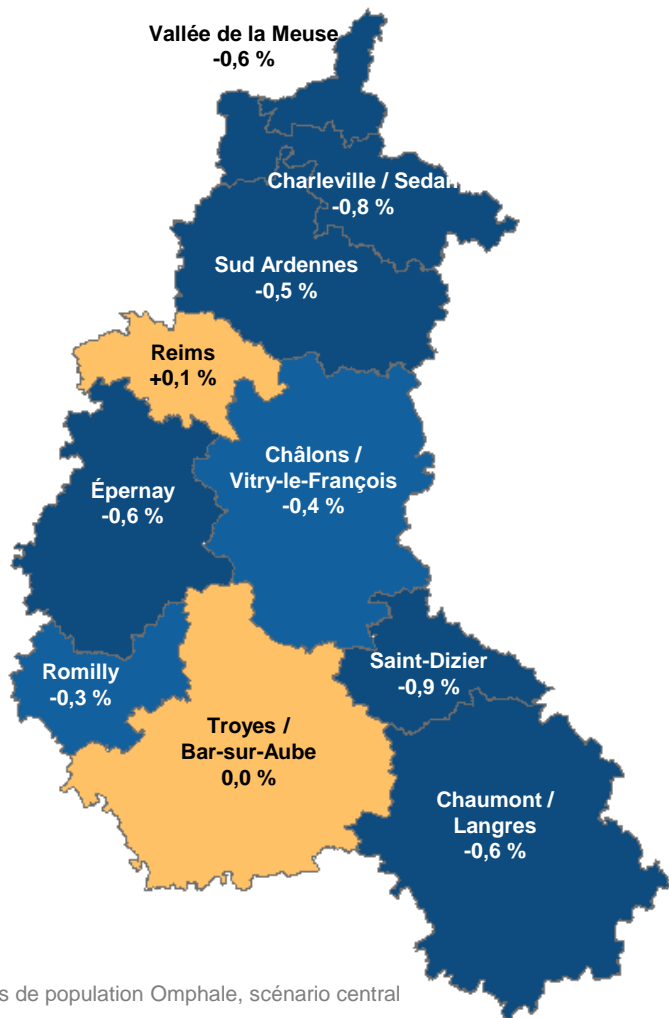 Vallée de la Meuse
-0,6 %
Charleville / Sedan
-0,8 %
Sud Ardennes
-0,5 %
Reims
+0,1 %
Châlons /
Vitry-le-François
-0,4 %
Épernay
-0,6 %
Saint-Dizier
-0,9 %
Romilly
-0,3 %
Troyes /
Bar-sur-Aube
0,0 %
Chaumont /
Langres
-0,6 %
s de population Omphale, scénario central